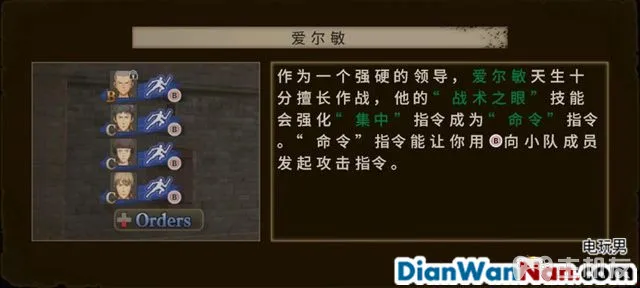 爱尔敏
作为一个强硬的领导，爱尔敏天生十
分擅长作战，他的“战术之眼”技能
会强化“集中”指令成为“命令”指令
。“命令”指令能让你用B向小队成员
发起攻击指令。
B
B
C
B
C
B
C
B
Orders
电玩男
DianWanNan.com